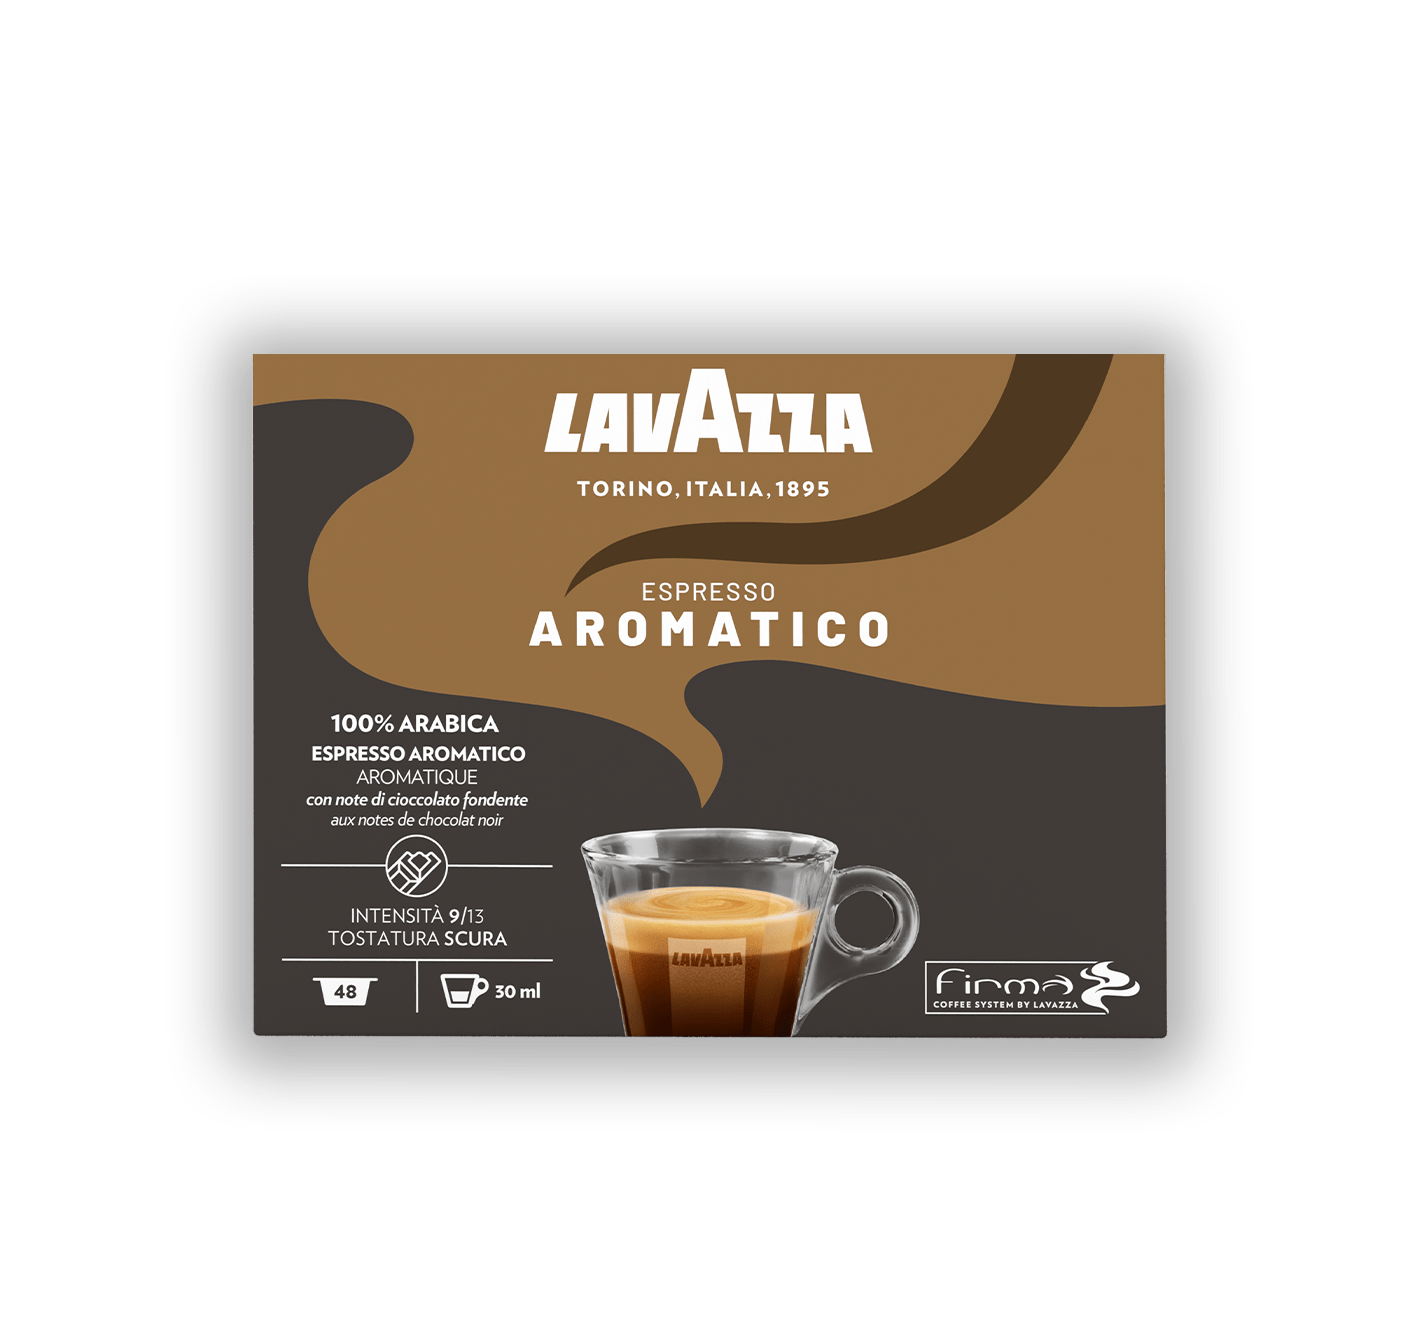 LAVAZZA
TORINO, ITALIA, 1895
ESPRESSO
AROMATICO
100% ARABICA
ESPRESSO AROMATICO
AROMATIQUE
con note di cioccolato fondente
aux notes de chocolat noir
INTENSITÀ 9/13
TOSTATURA SCURA
48
30 ml
LAVAZZA
Firma
COFFEE SYSTEM BY LAVAZZA